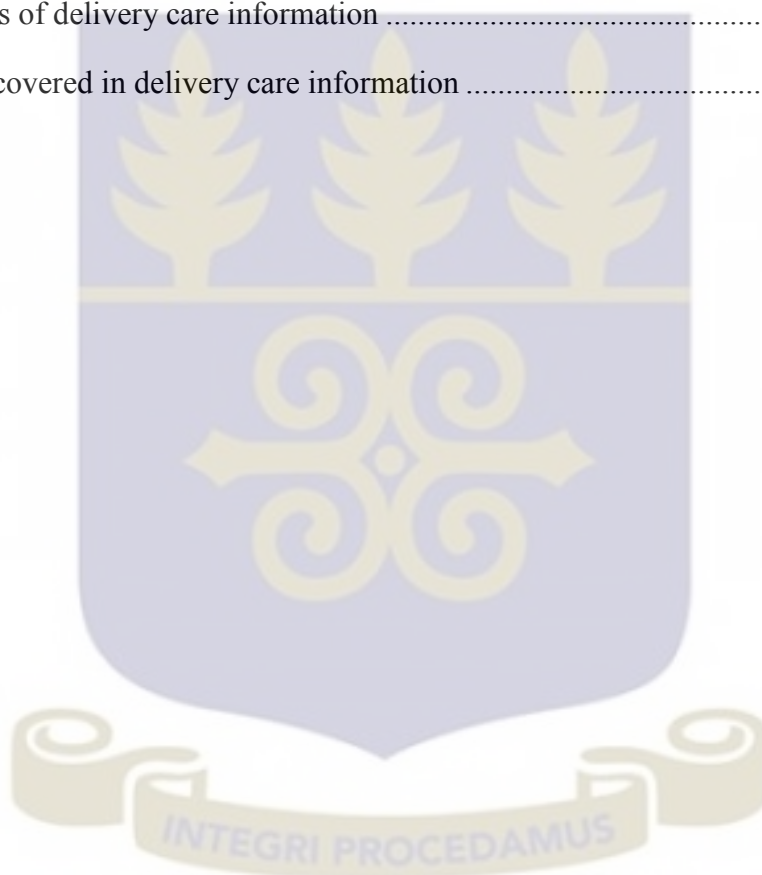 s of delivery care information ................................................
covered in delivery care information .....................................
INTEGRI PROCEDAMUS